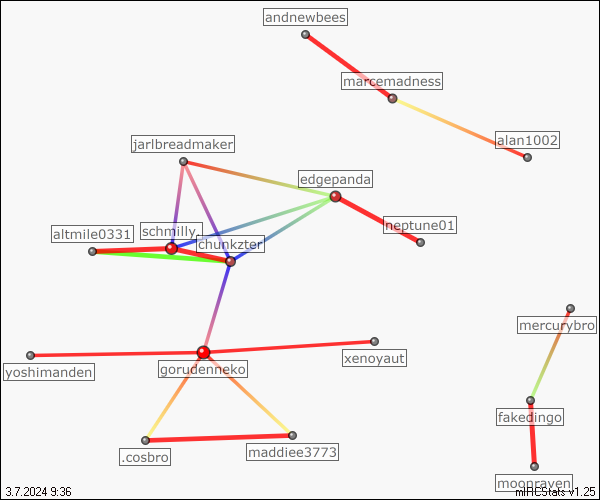 andnewbees
marcemadness
alan1002
jarlbreadmaker
edgepanda
neptune01
schmilly.
altmile0331
chunkzter
mercurybro
xenoyaut
gorudenneko
yoshimanden
fakedingo
maddiee3773
.cosbro
moonraven
3.7.2024 9:36
mIRCStats v1.25